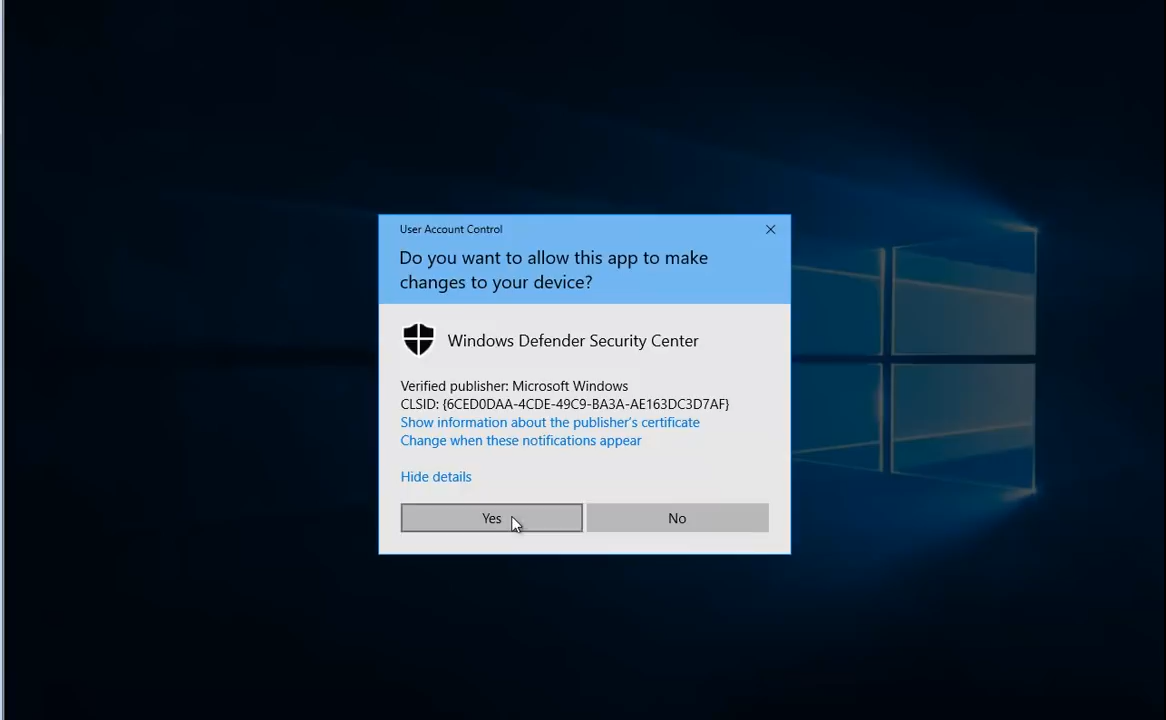 User Account Control
Do you want to allow this app to make
changes to your device?
Windows Defender Security Center
Verified publisher: Microsoft Windows
CLSID: {6CED0DAA-4CDE-49C9-BA3A-AE163DC3D7AF}
Show information about the publisher's certificate
Change when these notifications appear
Hide details
Yes
No